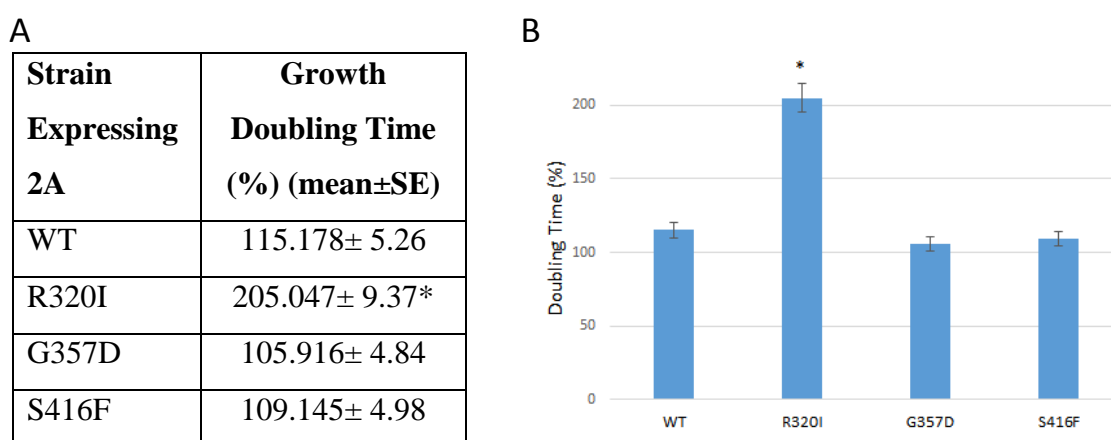 A
Strain
Expressing
2A
Growth
Doubling Time
(%) (mean±SE)
WT
115.178± 5.26
R320I
205.047± 9.37*
G357D
105.916± 4.84
S416F
109.145± 4.98
B
*
Doubling Time (%)
200
150
100
50
0
WT
R320I
G357D
S416F